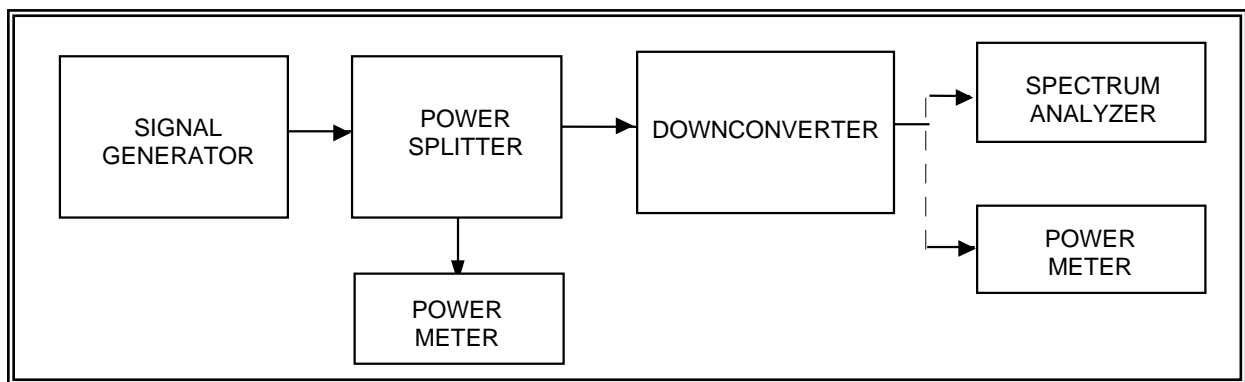 SIGNAL
GENERATOR
POWER
SPLITTER
DOWNCONVERTER
SPECTRUM
ANALYZER
POWER
METER
POWER
METER